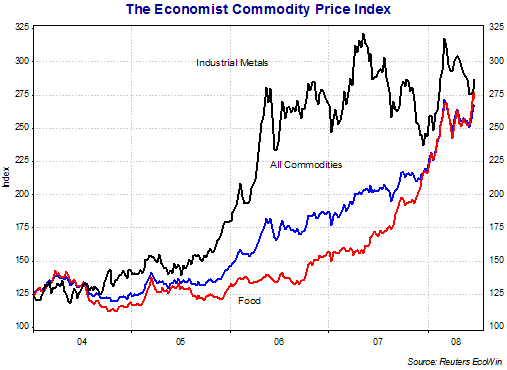 The Economist Commodity Price Index
325 325
300 300
Industrial Metals
275 275
250 250
All Commodities
225 225
Index
200 200
175 175
150 150
125 125
Food
100 100
04 05 06 07 08
Source: Reuters EcoWin